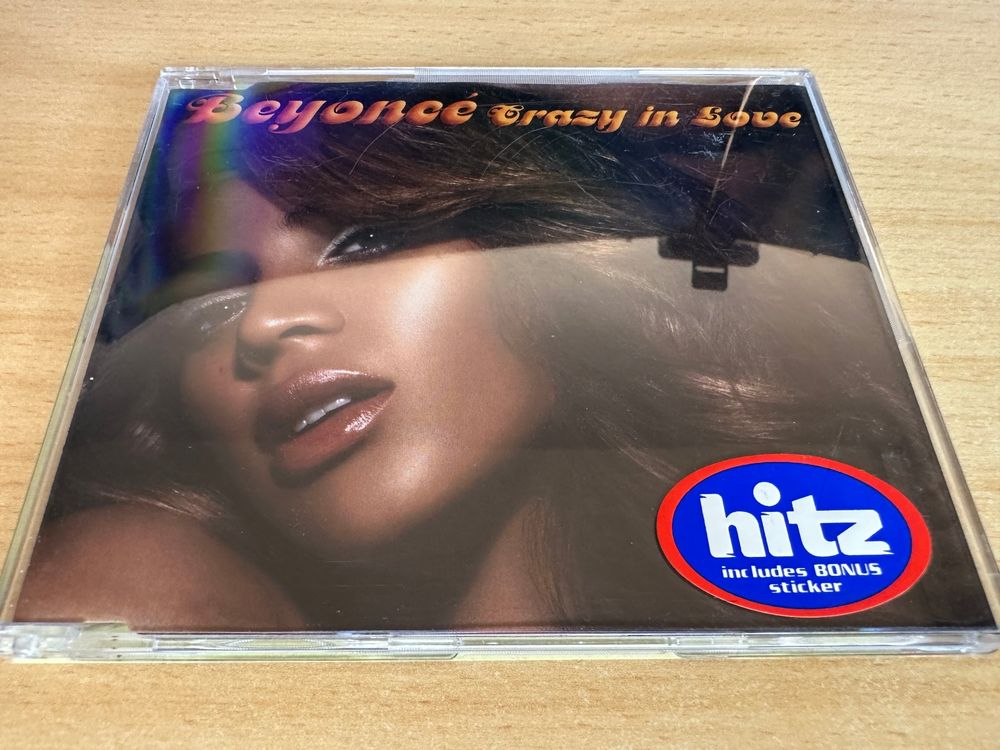 Beyoncé Crazy in Love
hitz
includes BONUS
sticker